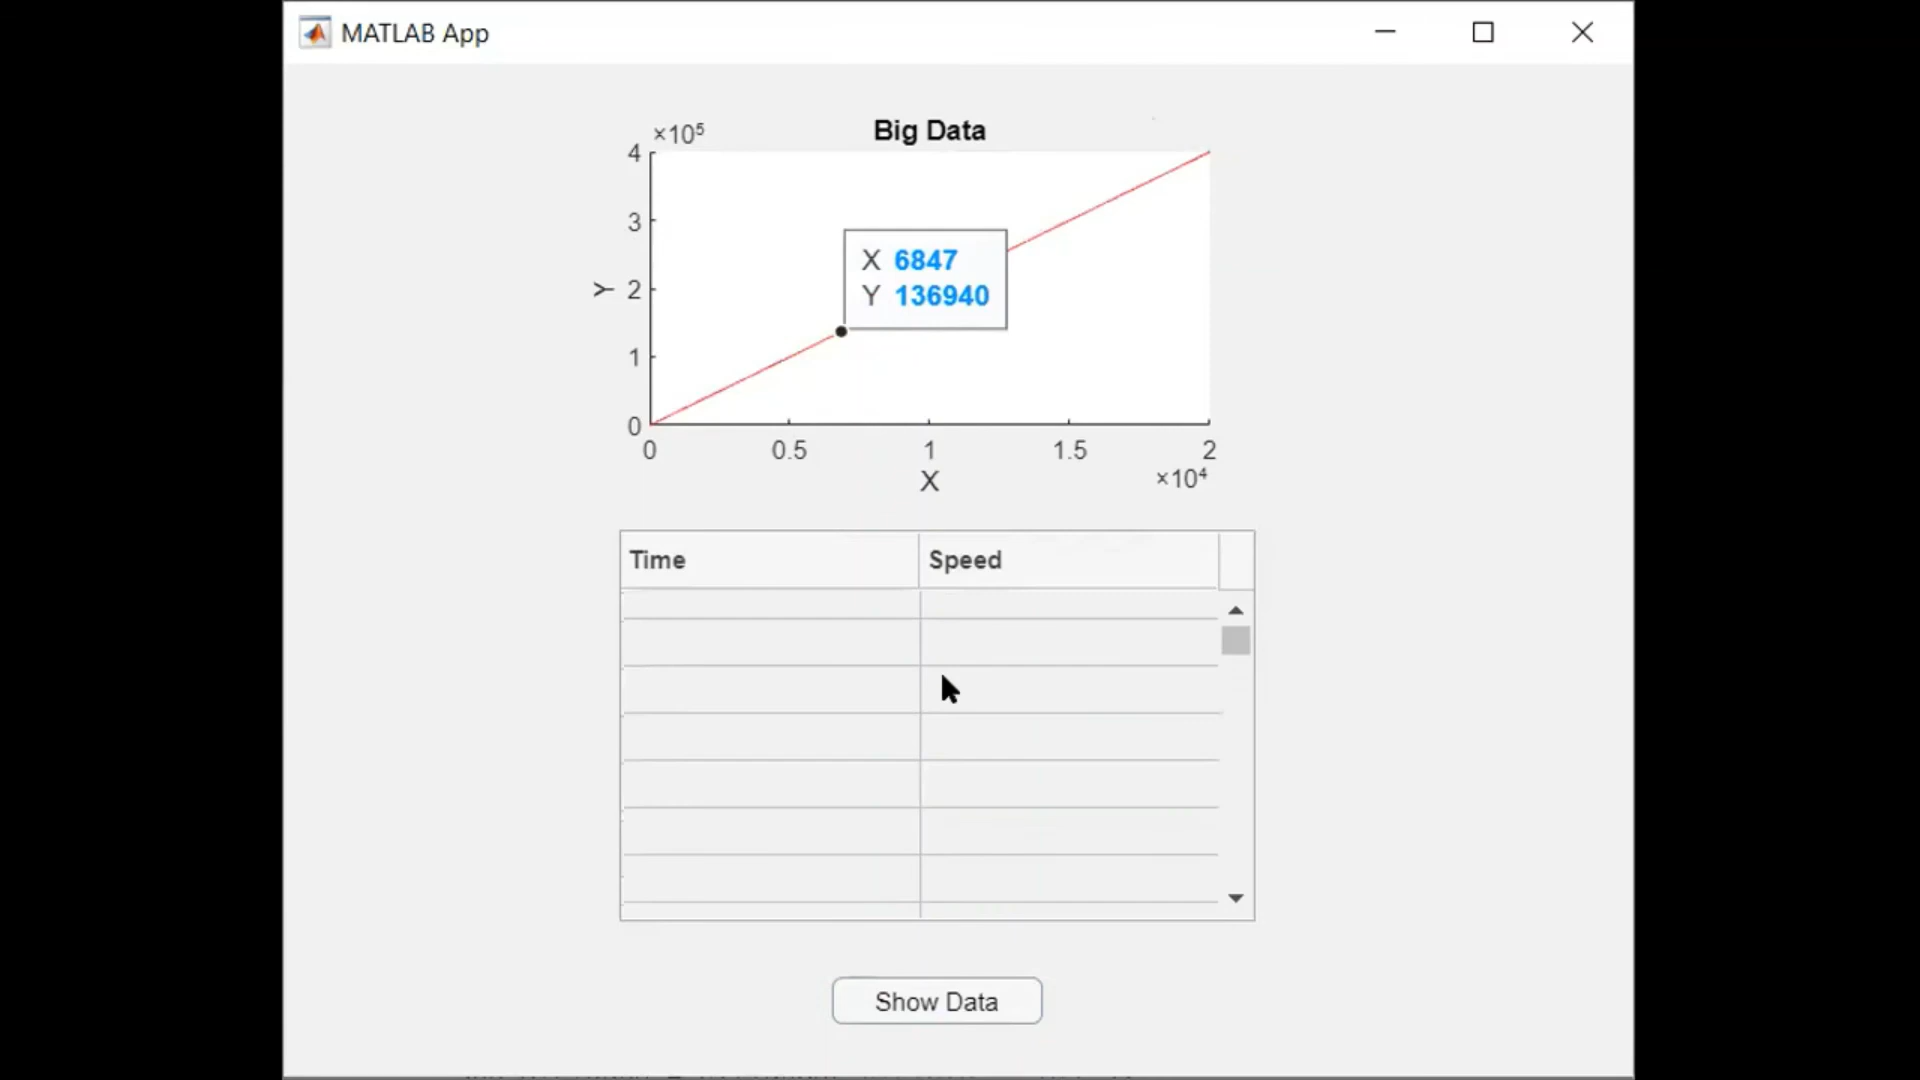 MATLAB App
Big Data
×10⁵
4
3
2
1
0
Y
X 6847
Y 136940
0 0.5 1 1.5 2
X
×10⁴
Time Speed
Show Data